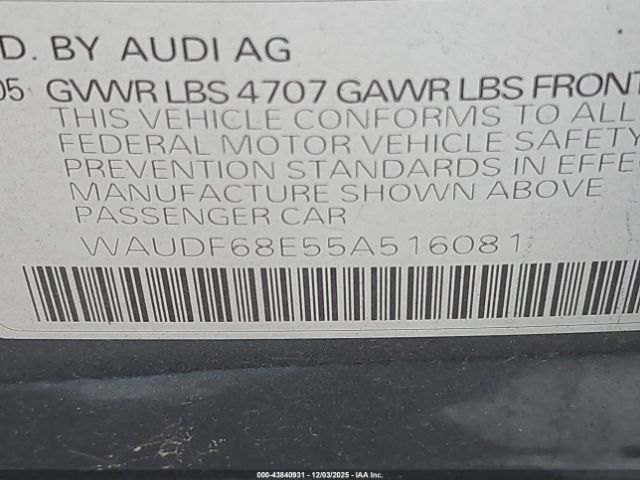 D. BY AUDI AG
05 GVWR LBS 4707 GAWR LBS FRONT
THIS VEHICLE CONFORMS TO ALL
FEDERAL MOTOR VEHICLE SAFETY
PREVENTION STANDARDS IN EFFE
MANUFACTURE SHOWN ABOVE
PASSENGER CAR
WAUDF68E55A516081
000-43840931 - 12/03/2025 - IAA Inc.